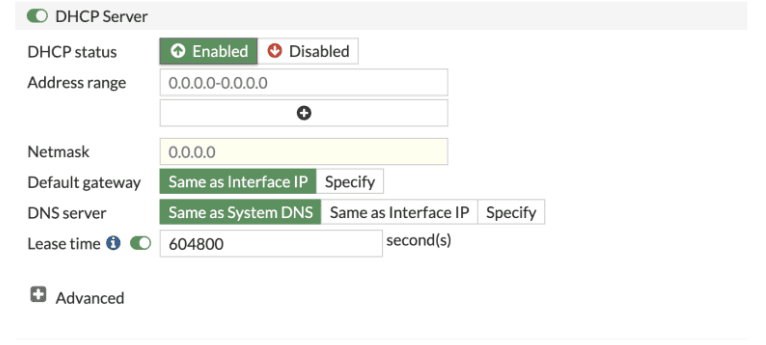 DHCP Server
DHCP status Enabled Disabled
Address range 0.0.0.0-0.0.0.0
Netmask 0.0.0.0
Default gateway Same as Interface IP Specify
DNS server Same as System DNS Same as Interface IP Specify
Lease time 604800 second(s)
Advanced